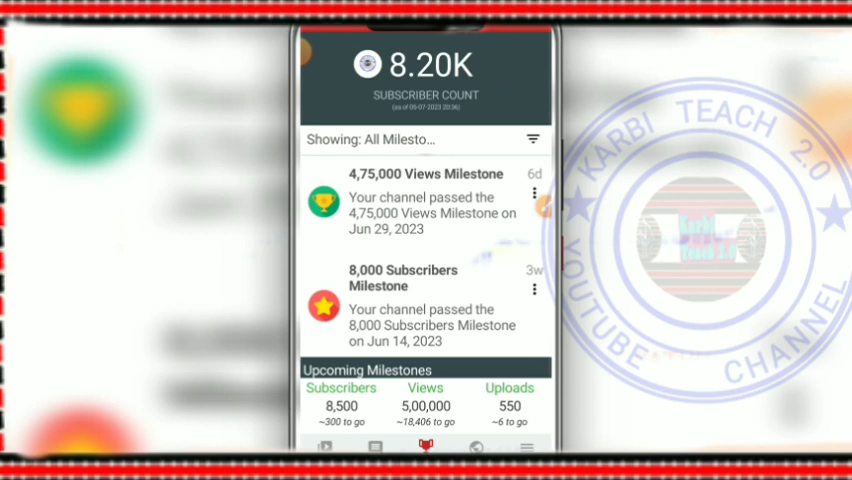 8.20K
SUBSCRIBER COUNT
(as of 05-07-2023 20:36)
Showing: All Milesto...
4,75,000 Views Milestone 6d
Your channel passed the
4,75,000 Views Milestone on
Jun 29, 2023
8,000 Subscribers 3w
Milestone
Your channel passed the
8,000 Subscribers Milestone
on Jun 14, 2023
Upcoming Milestones
Subscribers Views Uploads
8,500 5,00,000 550
~300 to go ~18,406 to go ~6 to go
KARBI TEACH 2.0
YOUTUBE CHANNEL